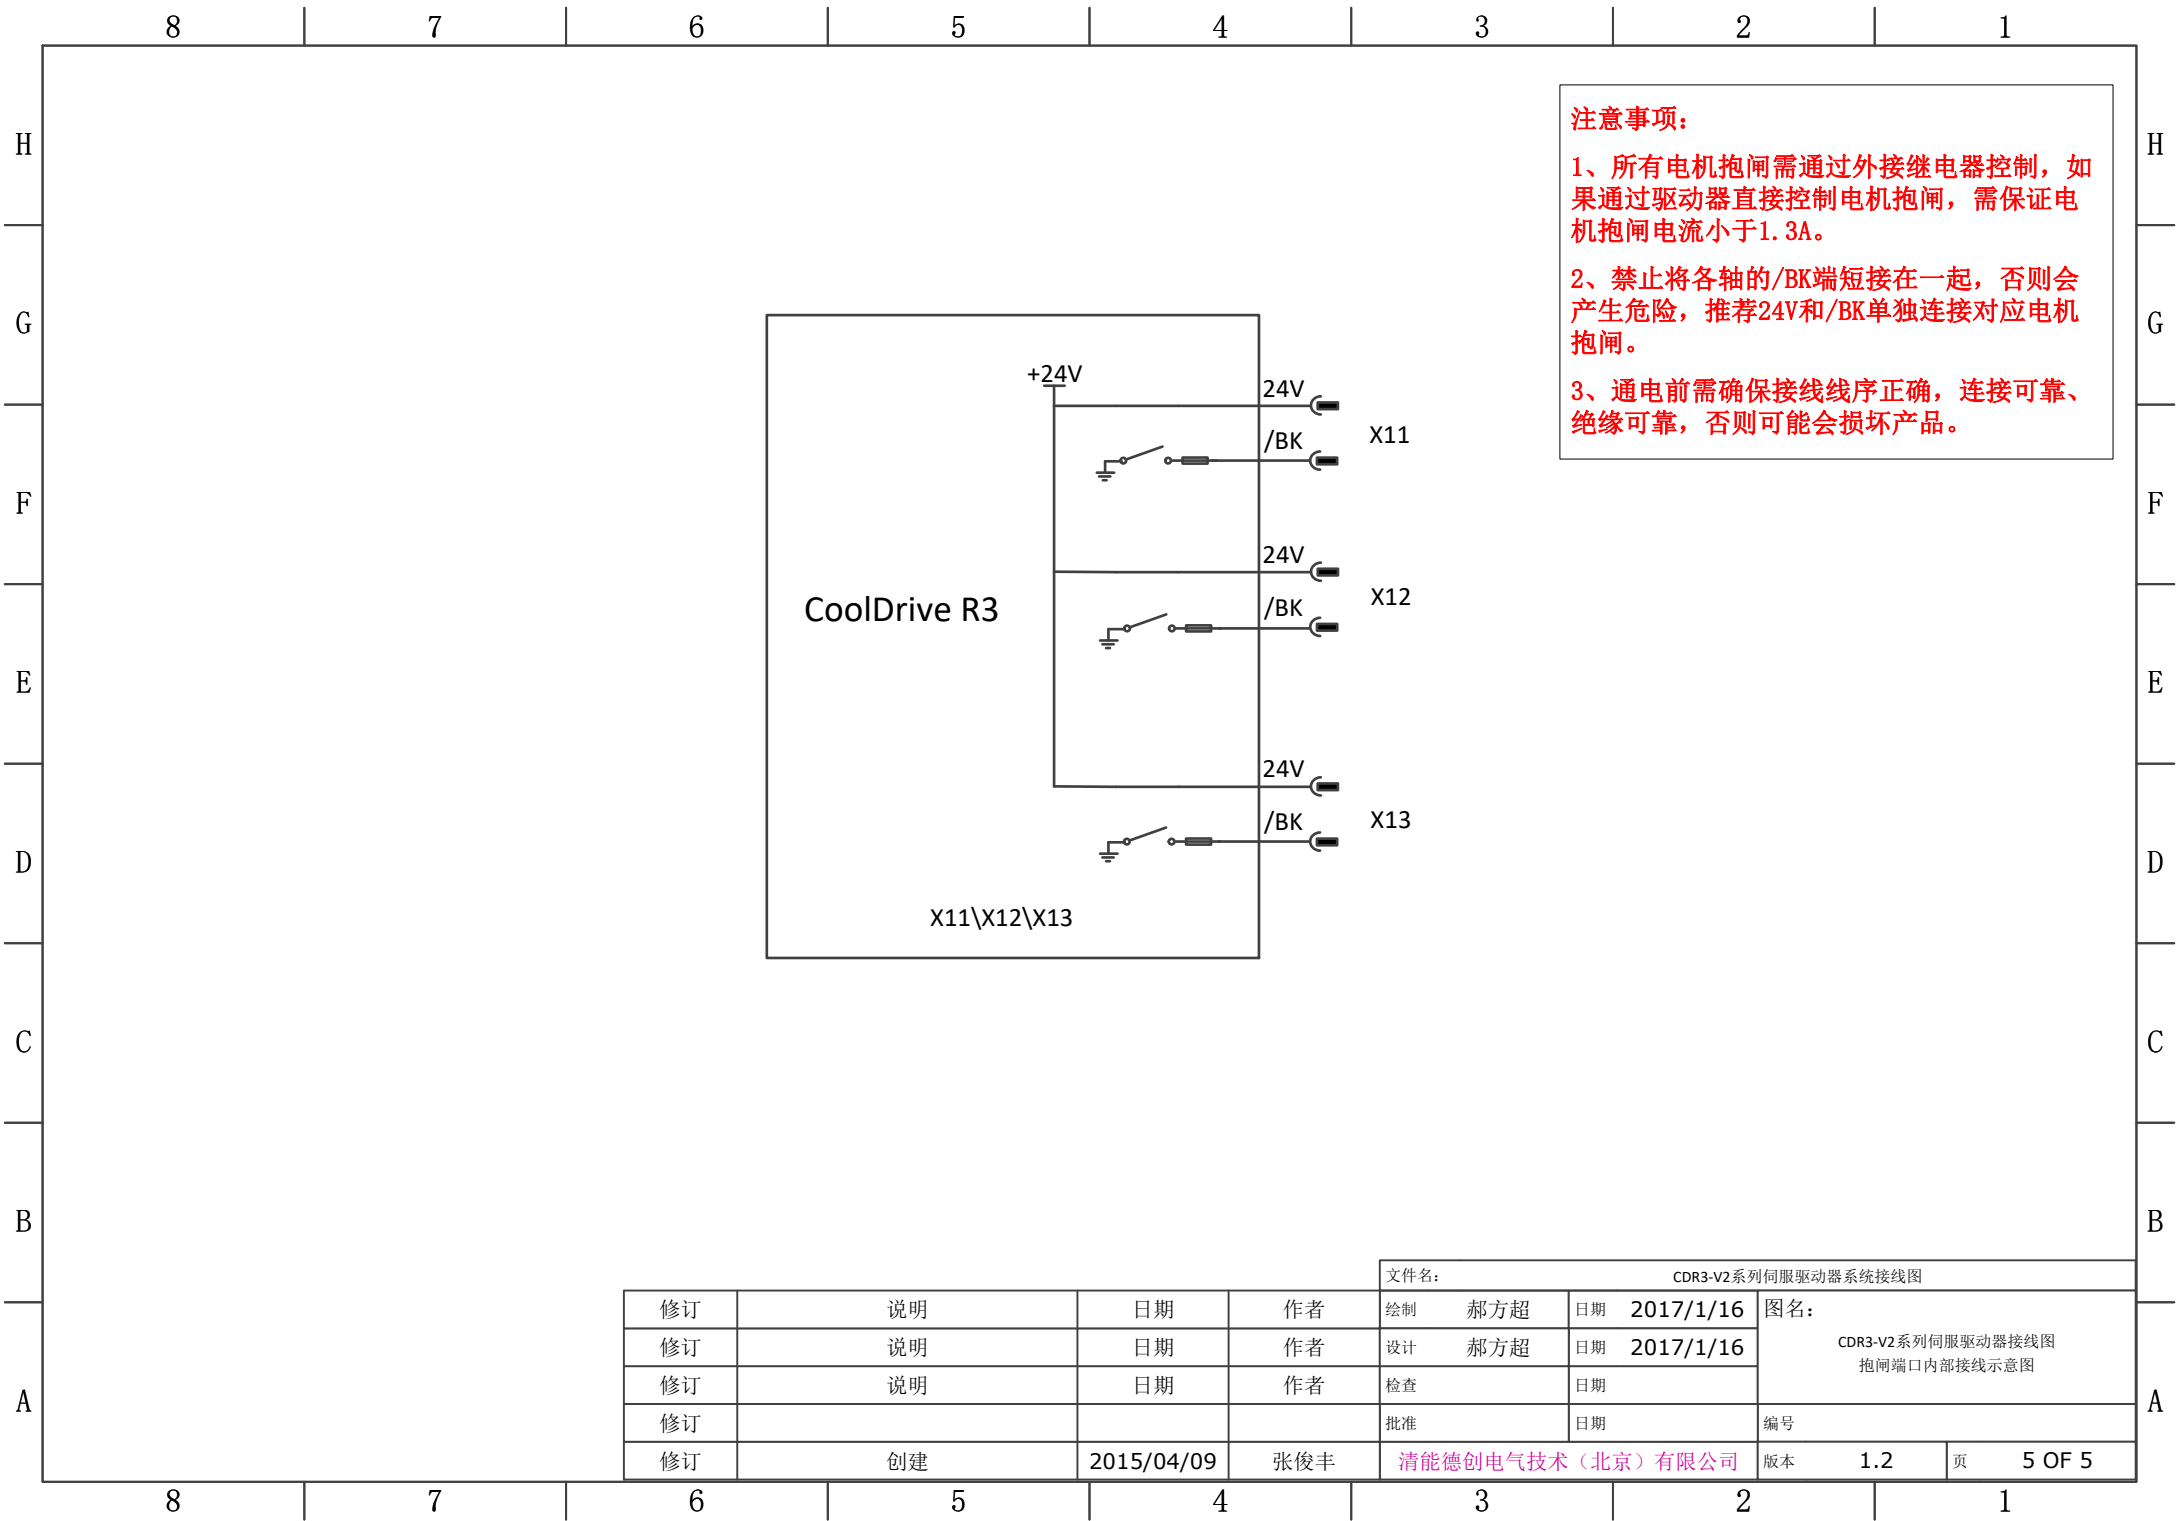 8 7 6 5 4 3 2 1
H H
注意事项：
1、所有电机抱闸需通过外接继电器控制，如
果通过驱动器直接控制电机抱闸，需保证电
机抱闸电流小于1.3A。
2、禁止将各轴的/BK端短接在一起，否则会
产生危险，推荐24V和/BK单独连接对应电机
抱闸。
3、通电前需确保接线线序正确，连接可靠、
绝缘可靠，否则可能会损坏产品。
G G
+24V
24V
/BK
X11
F F
24V
/BK
X12
CoolDrive R3
E E
24V
/BK
X13
D D
X11\X12\X13
C C
B B
文件名： CDR3-V2系列伺服驱动器系统接线图
修订 说明 日期 作者 绘制 郝方超 日期 2017/1/16 图名：
修订 说明 日期 作者 设计 郝方超 日期 2017/1/16
CDR3-V2系列伺服驱动器接线图
抱闸端口内部接线示意图
修订 说明 日期 作者 检查 日期
A A
修订 批准 日期 编号
修订 创建 2015/04/09 张俊丰 清能德创电气技术（北京）有限公司 版本 1.2 页 5 OF 5
8 7 6 5 4 3 2 1